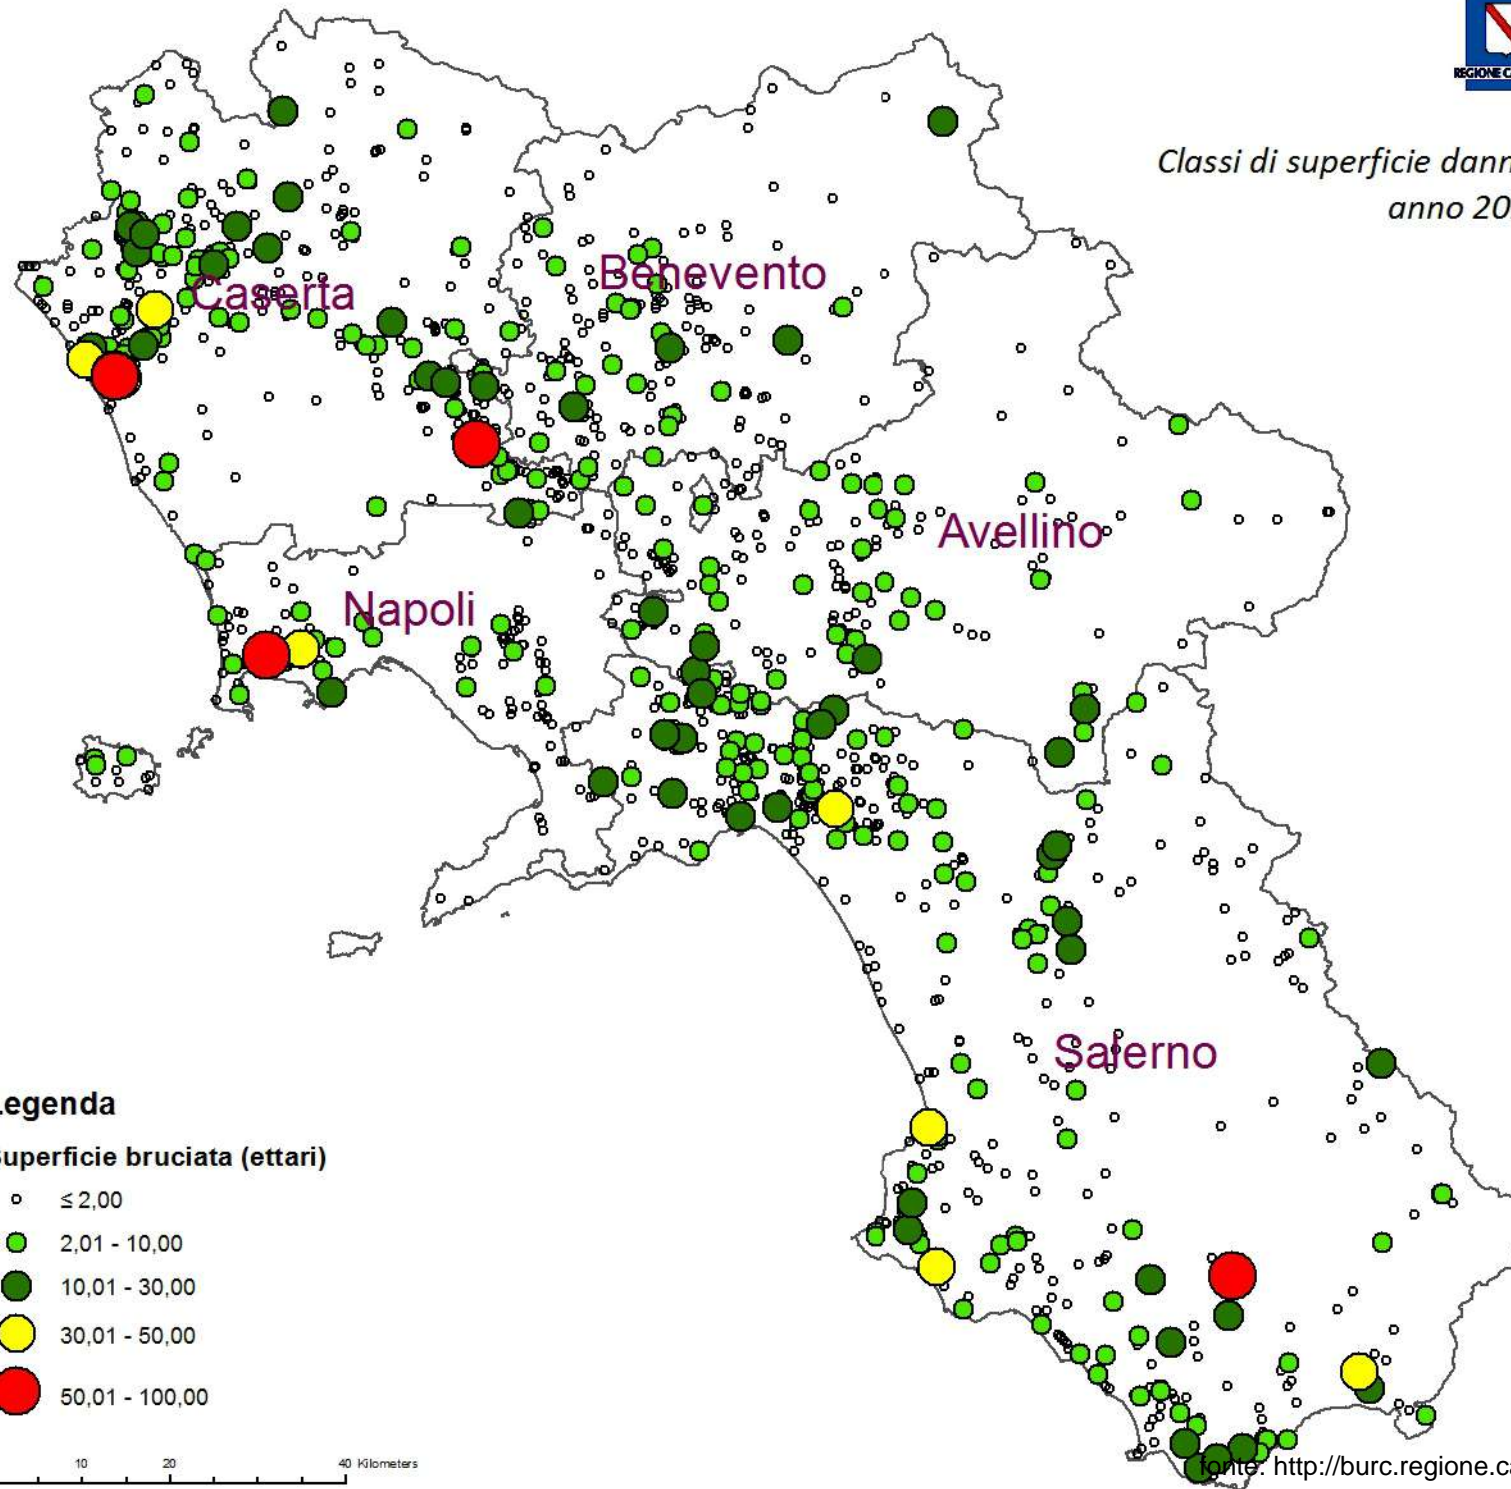 REGIONE C
Classi di superficie dann
anno 20
Caserta
Benevento
Avellino
Napoli
Salerno
Legenda
Superficie bruciata (ettari)
≤ 2,00
2,01 - 10,00
10,01 - 30,00
30,01 - 50,00
50,01 - 100,00
10 20 40 Kilometers
fonte: http://burc.regione.ca